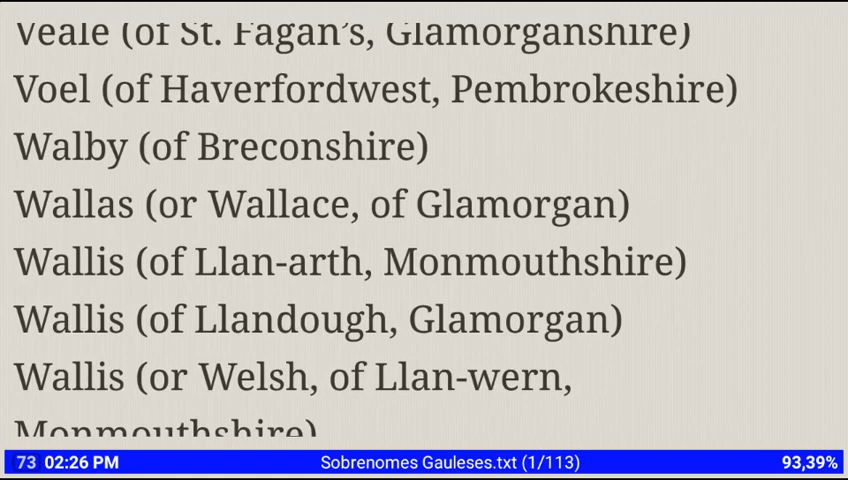 Veale (of St. Fagan’s, Glamorganshire)
Voel (of Haverfordwest, Pembrokeshire)
Walby (of Breconshire)
Wallas (or Wallace, of Glamorgan)
Wallis (of Llan-arth, Monmouthshire)
Wallis (of Llandough, Glamorgan)
Wallis (or Welsh, of Llan-wern,
Monmouthshire)
73 02:26 PM Sobrenomes Gauleses.txt (1/113) 93,39%